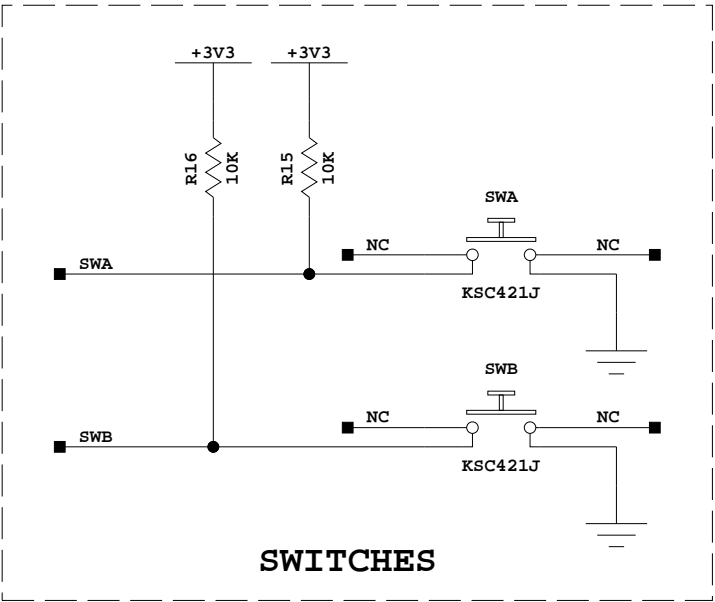 +3V3 +3V3
R16 10K R15 10K
SWA
SWA NC NC
KSC421J
SWB
SWB NC NC
KSC421J
SWITCHES